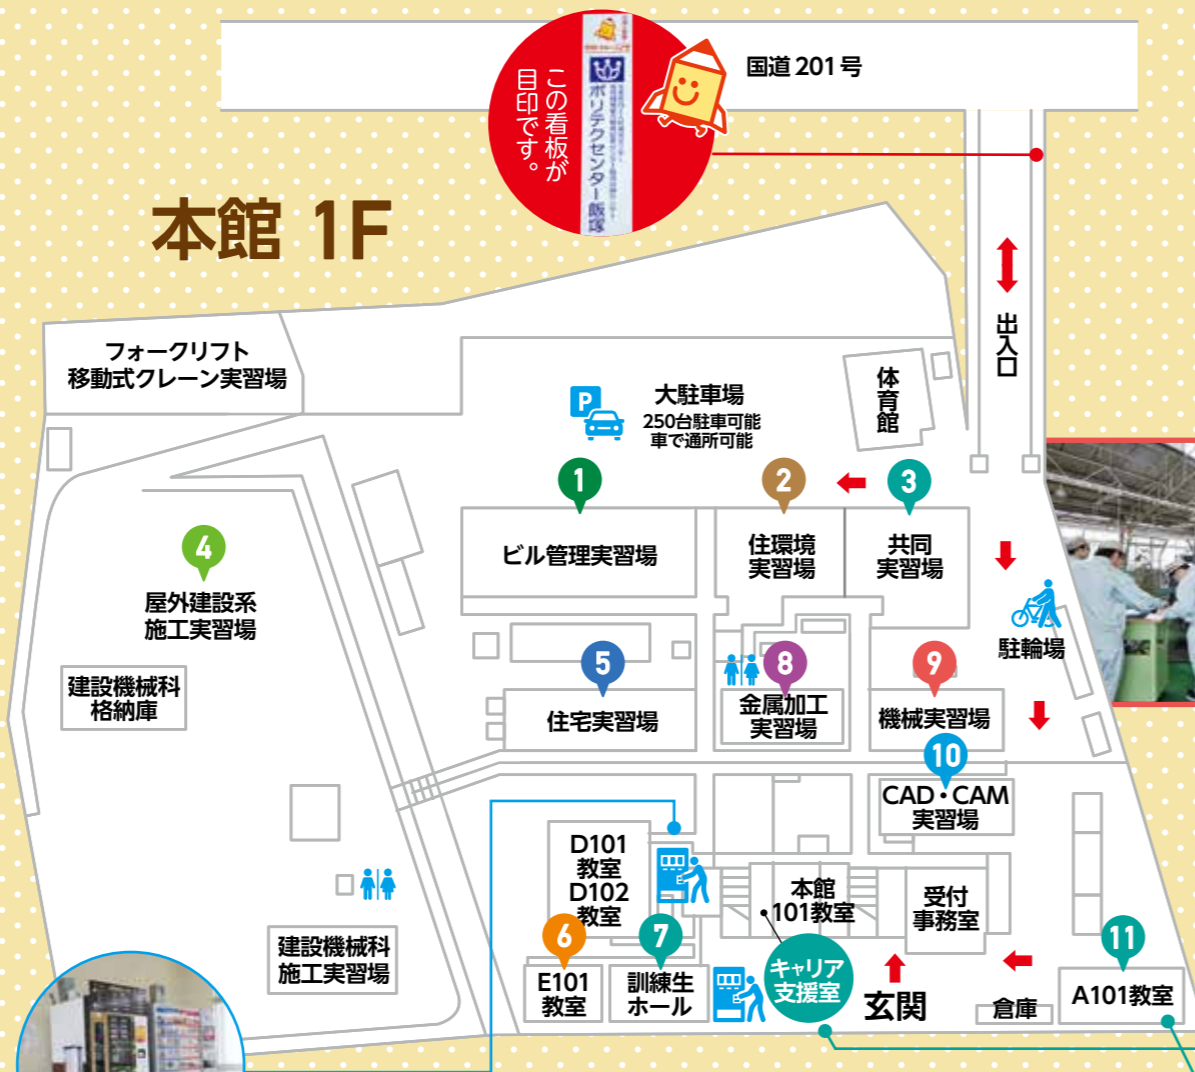 国道201号
この看板が
目印です。
ポリテクセンター飯塚
本館 1F
出入口
フォークリフト
移動式クレーン実習場
P
大駐車場
250台駐車可能
車で通所可能
体育館
1
ビル管理実習場
2
住環境
実習場
3
共同
実習場
4
屋外建設系
施工実習場
駐輪場
建設機械科
格納庫
5
住宅実習場
8
金属加工
実習場
9
機械実習場
10
CAD・CAM
実習場
D101
教室
D102
教室
本館
101教室
受付
事務室
建設機械科
施工実習場
6
E101
教室
7
訓練生
ホール
キャリア
支援室
玄関
倉庫
11
A101教室